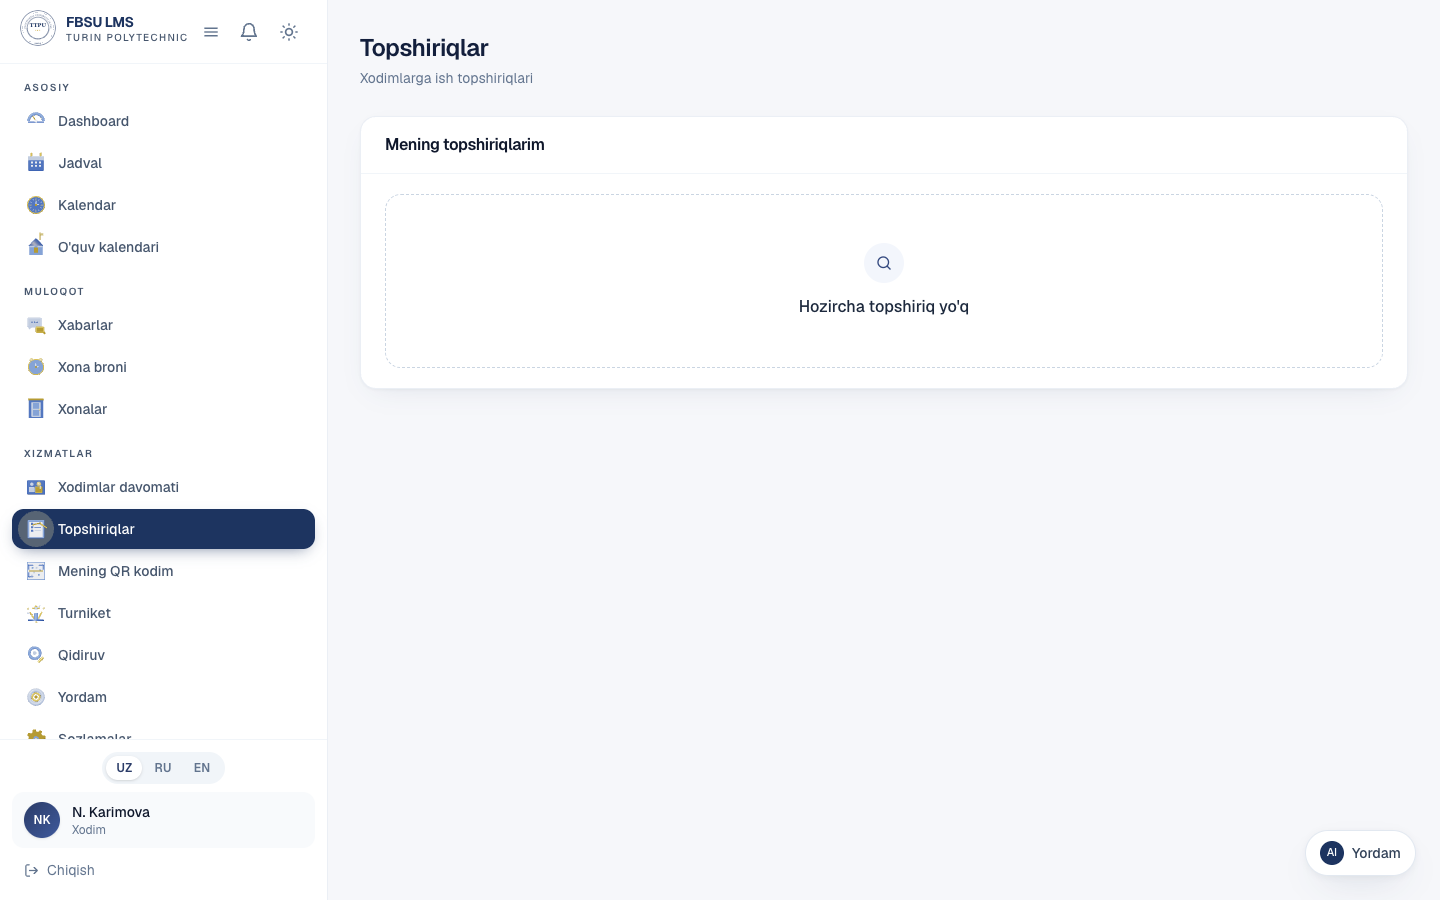 TTPU
FBSU LMS
TURIN POLYTECHNIC
ASOSIY
Dashboard
Jadval
Kalendar
O'quv kalendari
MULOQOT
Xabarlar
Xona broni
Xonalar
XIZMATLAR
Xodimlar davomati
Topshiriqlar
Mening QR kodim
Turniket
Qidiruv
Yordam
Sozlamalar
UZ RU EN
NK
N. Karimova
Xodim
Chiqish
Topshiriqlar
Xodimlarga ish topshiriqlari
Mening topshiriqlarim
Hozircha topshiriq yo'q
AI Yordam